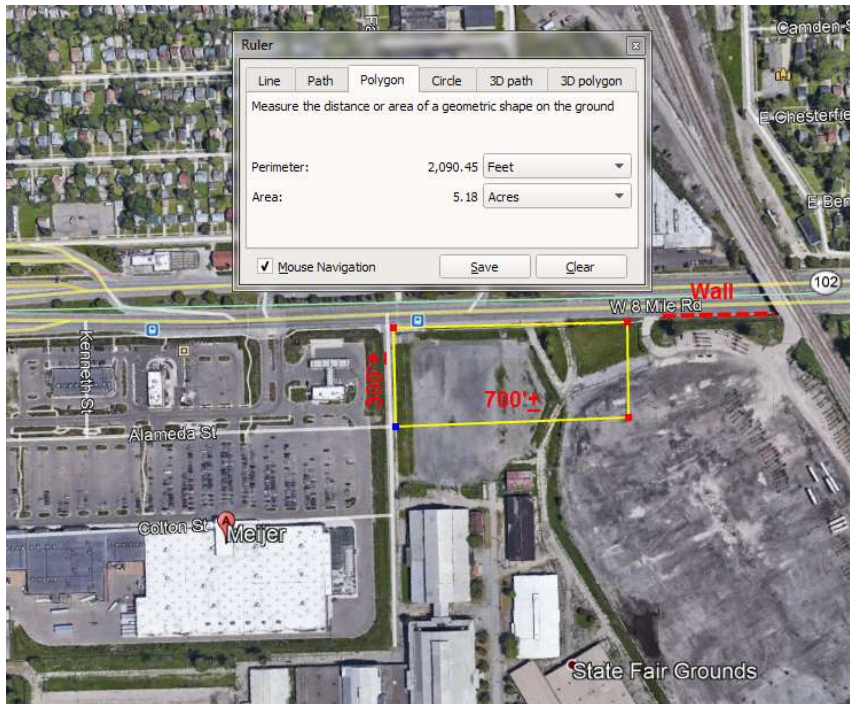 Camden S
Ruler
Line Path Polygon Circle 3D path 3D polygon
Measure the distance or area of a geometric shape on the ground
E Chesterfie
Perimeter: 2,090.45 Feet
Area: 5.18 Acres
E Ben
Mouse Navigation Save Clear
102
Wall
W 8 Mile Rd
Kenneth St
300'±
700'±
Alameda St
Colton St
A
Meijer
State Fair Grounds